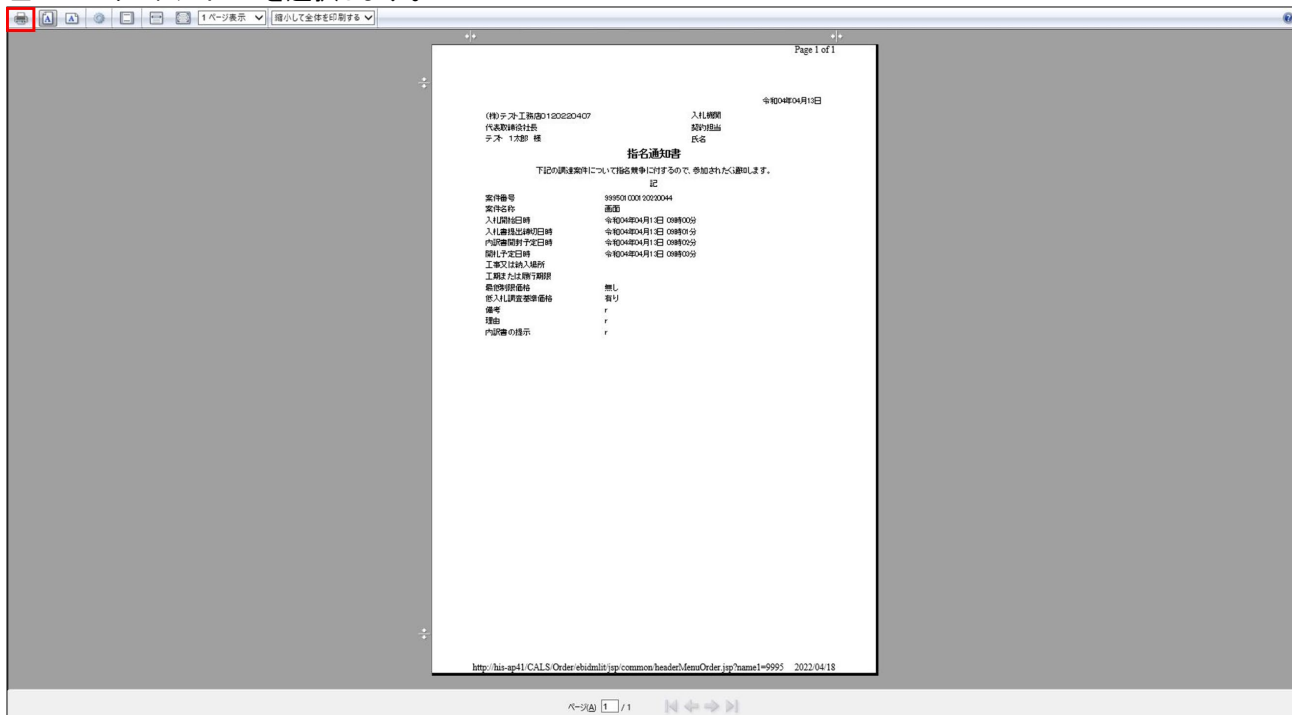 1 ページ表示 縮小して全体を印刷する
Page 1 of 1
令和04年04月13日
(株)テスト工務店0120220407 入札機関
代表取締役社長 契約担当
テスト 1太郎 様 氏名
指名通知書
下記の調達案件について指名競争に付するので、参加されたく通知します。
記
案件番号 999501000120220044
案件名称 画面
入札開始日時 令和04年04月13日 09時00分
入札書提出締切日時 令和04年04月13日 09時01分
内訳書開封予定日時 令和04年04月13日 09時02分
開札予定日時 令和04年04月13日 09時03分
工事又は納入場所
工期または履行期限
最低制限価格 無し
低入札調査基準価格 有り
備考 r
理由 r
内訳書の提示 r
http://his-ap41/CALS/Order/ebidmlit/jsp/common/headerMenuOrder.jsp?name1=9995 2022/04/18
ページ(A) 1 / 1